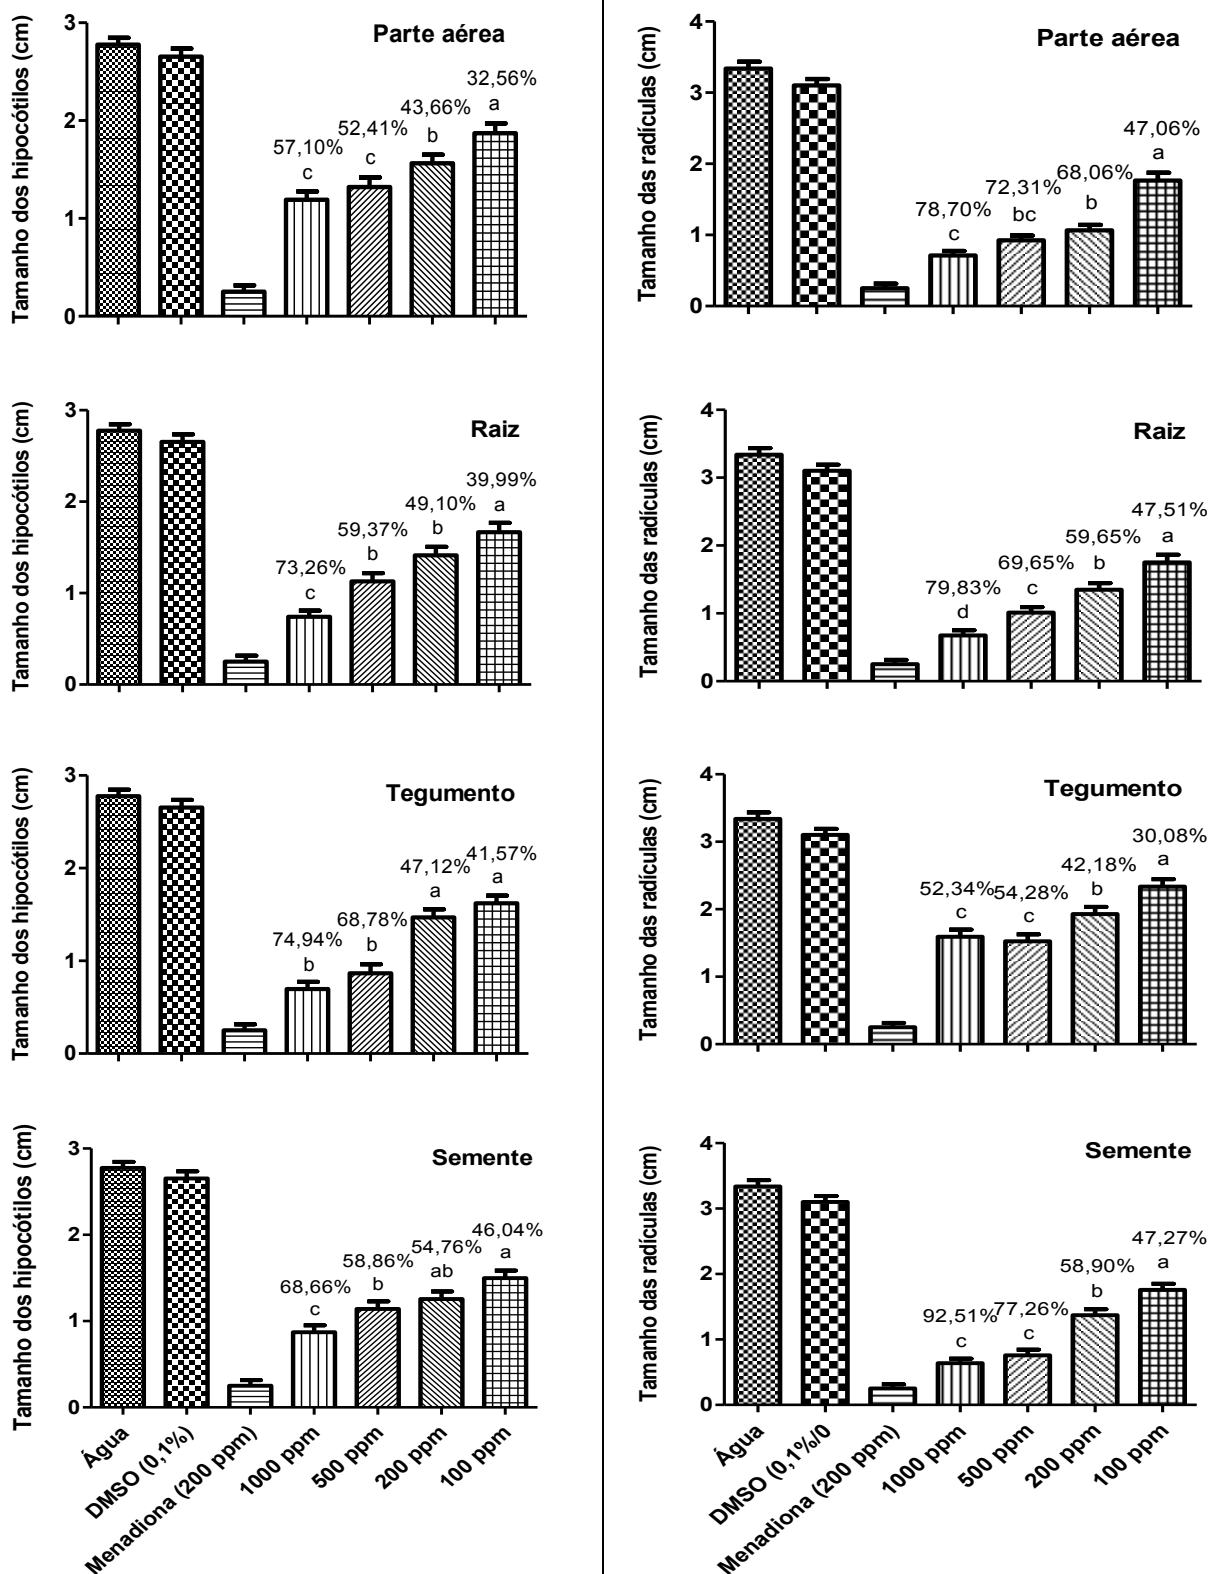 Parte aérea
Tamanho dos hipocótilos (cm)
3
2
1
0
57,10%
c
52,41%
c
43,66%
b
32,56%
a
Parte aérea
Tamanho das radículas (cm)
4
3
2
1
0
78,70%
c
72,31%
bc
68,06%
b
47,06%
a
Raiz
Tamanho dos hipocótilos (cm)
3
2
1
0
73,26%
c
59,37%
b
49,10%
b
39,99%
a
Raiz
Tamanho das radículas (cm)
4
3
2
1
0
79,83%
d
69,65%
c
59,65%
b
47,51%
a
Tegumento
Tamanho dos hipocótilos (cm)
3
2
1
0
74,94%
b
68,78%
b
47,12%
a
41,57%
a
Tegumento
Tamanho das radículas (cm)
4
3
2
1
0
52,34%
c
54,28%
c
42,18%
b
30,08%
a
Semente
Tamanho dos hipocótilos (cm)
3
2
1
0
68,66%
c
58,86%
b
54,76%
ab
46,04%
a
Água
DMSO (0,1%)
Menadiona (200 ppm)
1000 ppm
500 ppm
200 ppm
100 ppm
Semente
Tamanho das radículas (cm)
4
3
2
1
0
92,51%
c
77,26%
c
58,90%
b
47,27%
a
Água
DMSO (0,1%/0
Menadiona (200 ppm)
1000 ppm
500 ppm
200 ppm
100 ppm